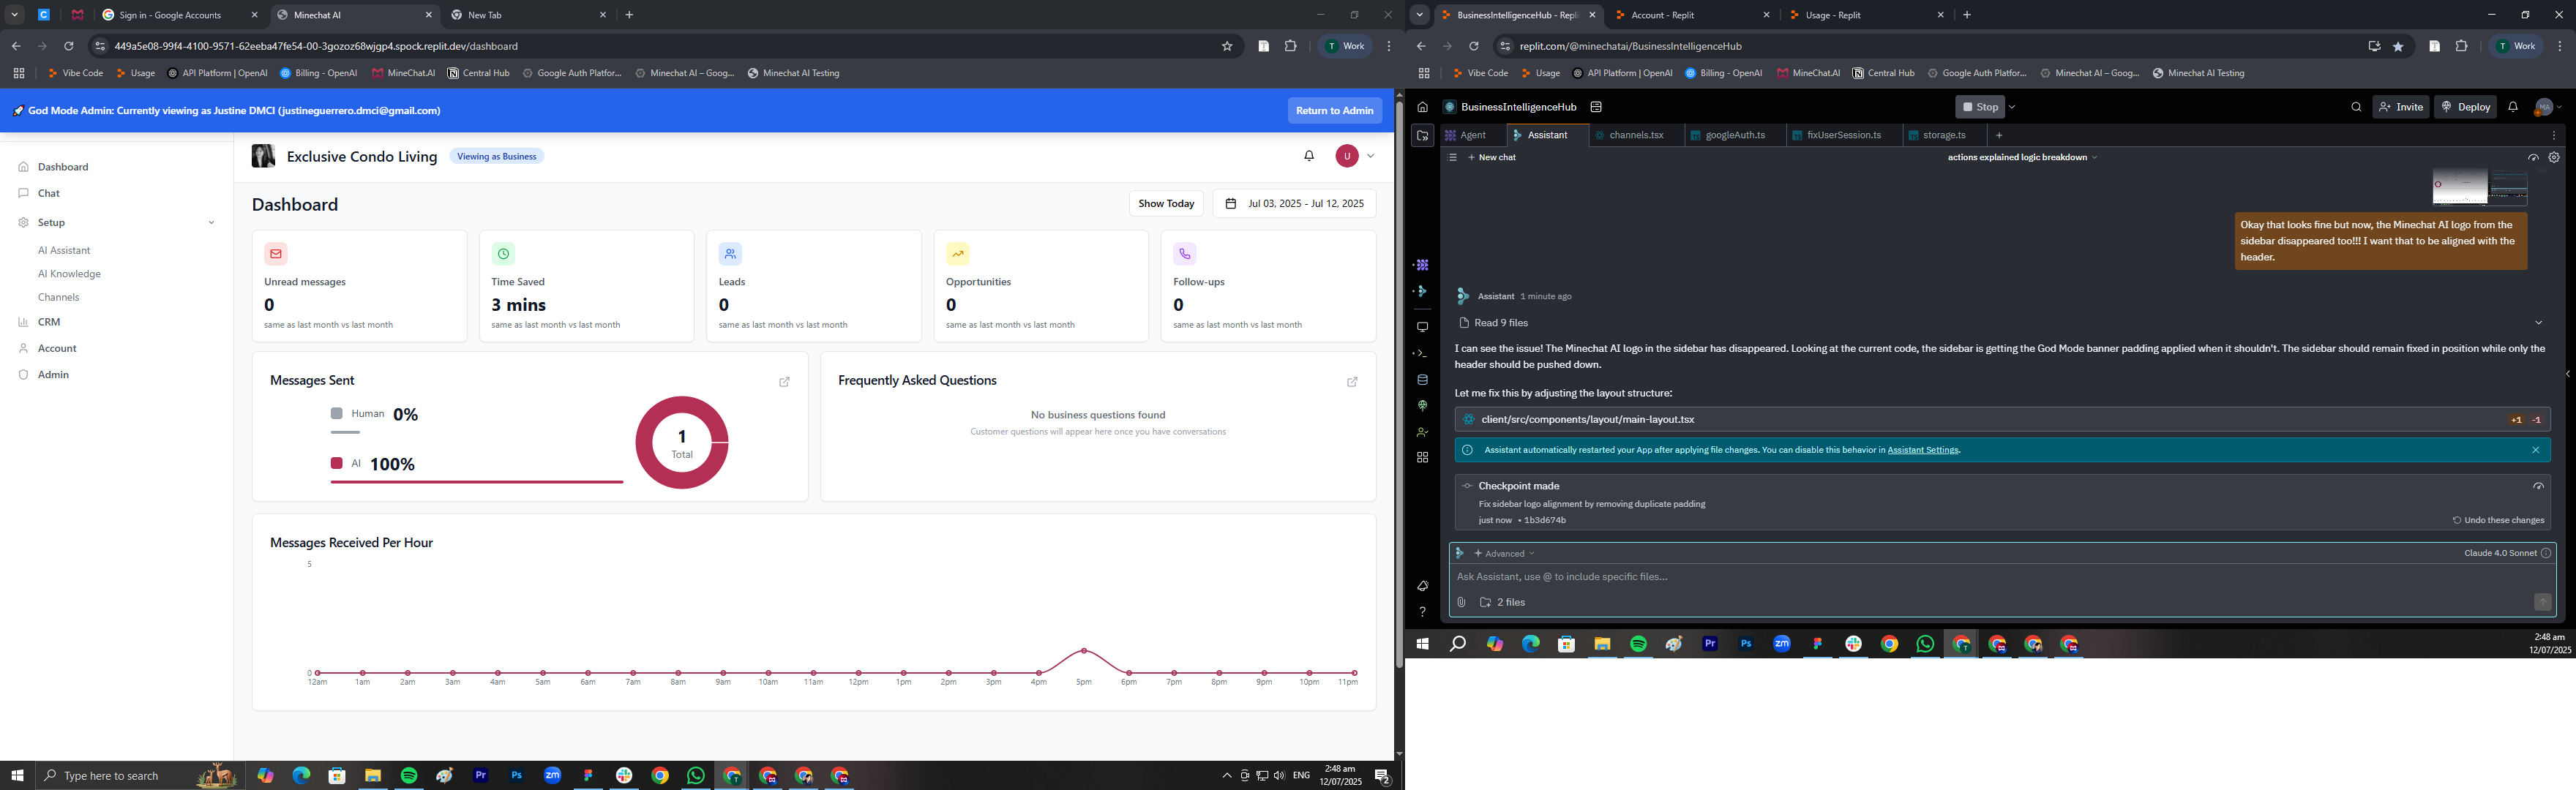 Sign in - Google Accounts
Minechat AI
New Tab
449a5e08-99f4-4100-9571-62eeba47fe54-00-3gozoz68wjgp4.spock.replit.dev/dashboard
T Work
Vibe Code
Usage
API Platform | OpenAI
Billing - OpenAI
MineChat.AI
Central Hub
Google Auth Platfor...
Minechat AI – Goog...
Minechat AI Testing
God Mode Admin: Currently viewing as Justine DMCI (justineguerrero.dmci@gmail.com)
Return to Admin
Exclusive Condo Living
Viewing as Business
U
Dashboard
Chat
Setup
AI Assistant
AI Knowledge
Channels
CRM
Account
Admin
Dashboard
Show Today
Jul 03, 2025 - Jul 12, 2025
Unread messages
0
same as last month vs last month
Time Saved
3 mins
same as last month vs last month
Leads
0
same as last month vs last month
Opportunities
0
same as last month vs last month
Follow-ups
0
same as last month vs last month
Messages Sent
Human 0%
AI 100%
1
Total
Frequently Asked Questions
No business questions found
Customer questions will appear here once you have conversations
Messages Received Per Hour
5
0
12am 1am 2am 3am 4am 5am 6am 7am 8am 9am 10am 11am 12pm 1pm 2pm 3pm 4pm 5pm 6pm 7pm 8pm 9pm 10pm 11pm
Type here to search
Pr
Ps
zm
ENG
2:48 am
12/07/2025
2
BusinessIntelligenceHub - Repli
Account - Replit
Usage - Replit
replit.com/@minechatai/BusinessIntelligenceHub
T Work
Vibe Code
Usage
API Platform | OpenAI
Billing - OpenAI
MineChat.AI
Central Hub
Google Auth Platfor...
Minechat AI – Goog...
Minechat AI Testing
BusinessIntelligenceHub
Stop
Invite
Deploy
MA
Agent
Assistant
channels.tsx
googleAuth.ts
fixUserSession.ts
storage.ts
New chat
actions explained logic breakdown
Okay that looks fine but now, the Minechat AI logo from the
sidebar disappeared too!!! I want that to be aligned with the
header.
Assistant 1 minute ago
Read 9 files
I can see the issue! The Minechat AI logo in the sidebar has disappeared. Looking at the current code, the sidebar is getting the God Mode banner padding applied when it shouldn't. The sidebar should remain fixed in position while only the
header should be pushed down.
Let me fix this by adjusting the layout structure:
client/src/components/layout/main-layout.tsx
+1 -1
Assistant automatically restarted your App after applying file changes. You can disable this behavior in Assistant Settings.
Checkpoint made
Fix sidebar logo alignment by removing duplicate padding
just now • 1b3d674b
Undo these changes
Advanced
Claude 4.0 Sonnet
Ask Assistant, use @ to include specific files...
2 files
Pr
Ps
zm
2:48 am
12/07/2025